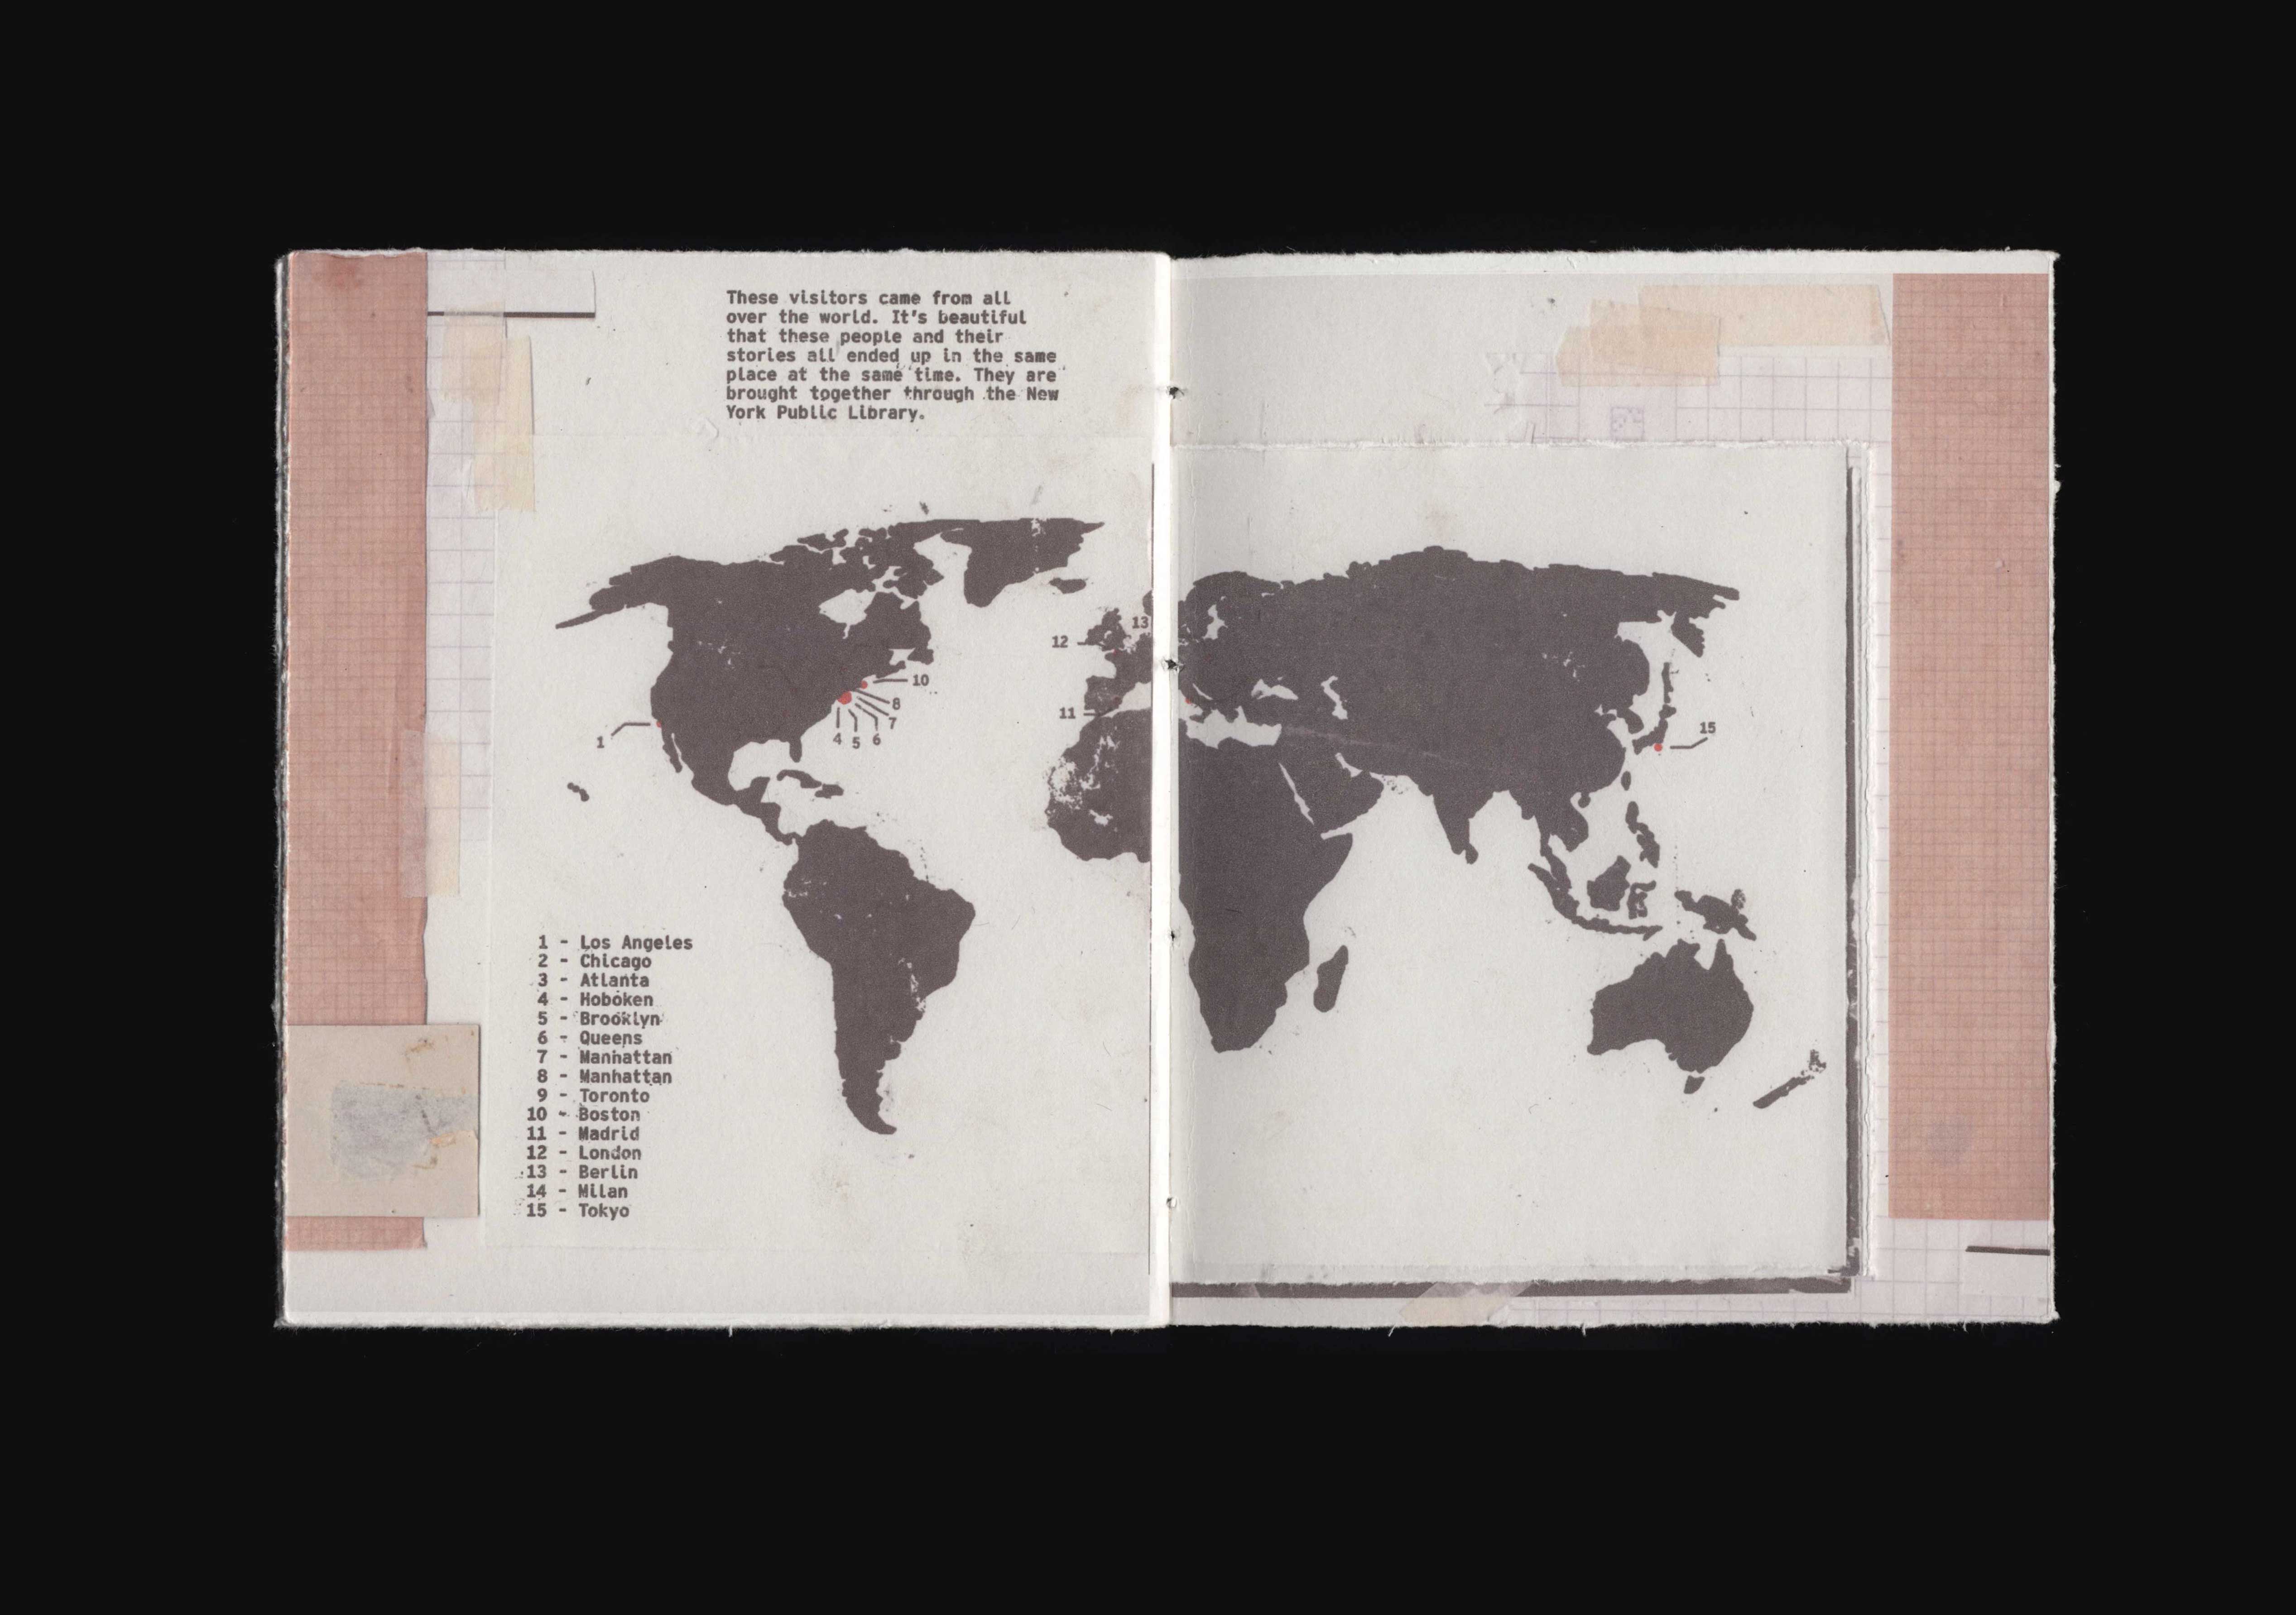 These visitors came from all
over the world. It's beautiful
that these people and their
stories all ended up in the same
place at the same time. They are
brought together through the New
York Public Library.
13
12
10
8
11
7
15
1
4
5
6
1 - Los Angeles
2 - Chicago
3 - Atlanta
4 - Hoboken
5 - Brooklyn
6 - Queens
7 - Manhattan
8 - Manhattan
9 - Toronto
10 - Boston
11 - Madrid
12 - London
13 - Berlin
14 - Milan
15 - Tokyo